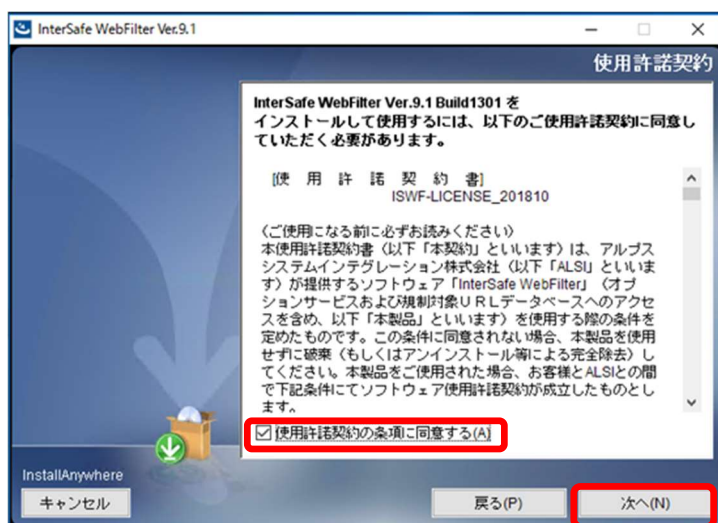 InterSafe WebFilter Ver.9.1
使用許諾契約
InterSafe WebFilter Ver.9.1 Build1301 を
インストールして使用するには、以下のご使用許諾契約に同意し
ていただく必要があります。
[使 用 許 諾 契 約 書]
ISWF-LICENSE_201810
（ご使用になる前に必ずお読みください）
本使用許諾契約書（以下「本契約」といいます）は、アルプス
システムインテグレーション株式会社（以下「ALSI」といいま
す）が提供するソフトウェア「InterSafe WebFilter」（オプ
ションサービスおよび規制対象ＵＲＬデータベースへのアクセ
スを含め、以下「本製品」といいます）を使用する際の条件を
定めたものです。この条件に同意されない場合、本製品を使用
せずに破棄（もしくはアンインストール等による完全除去）し
てください。本製品をご使用された場合、お客様とALSIとの間
で下記条件にてソフトウェア使用許諾契約が成立したものとし
ます。
使用許諾契約の条項に同意する(A)
InstallAnywhere
キャンセル
戻る(P)
次へ(N)